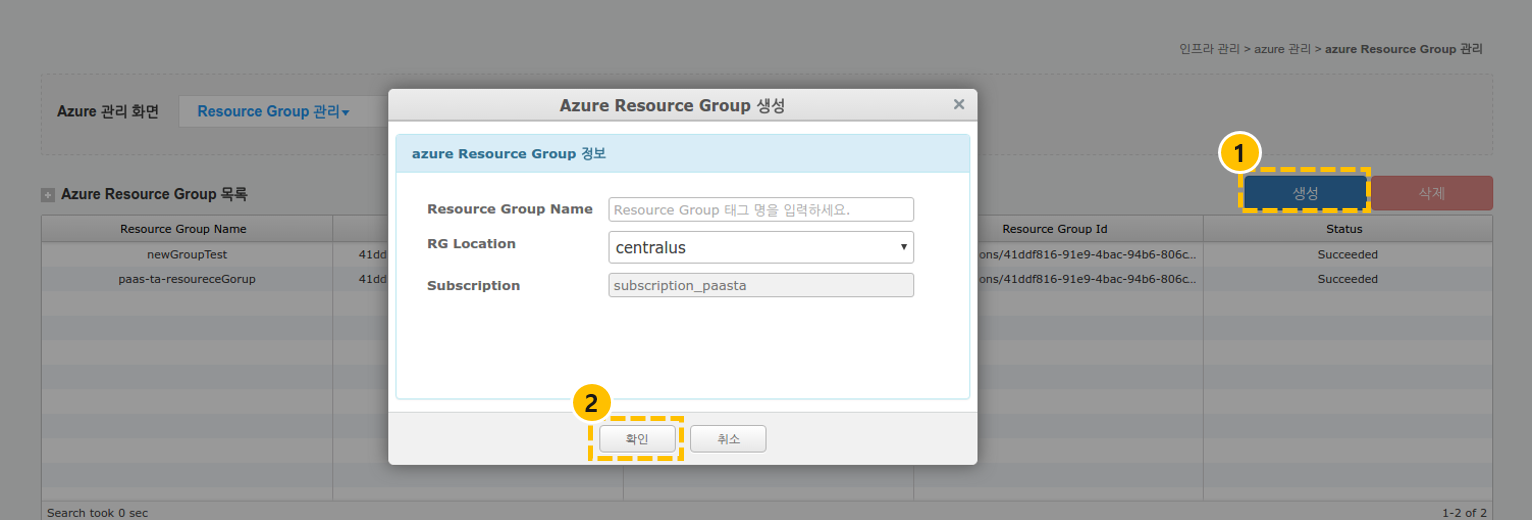 인프라 관리 > azure 관리 > azure Resource Group 관리
Azure 관리 화면 Resource Group 관리
Azure Resource Group 생성 ×
azure Resource Group 정보
1
Azure Resource Group 목록 생성 삭제
Resource Group Name Resource Group 태그 명을 입력하세요.
Resource Group Name Resource Group Id Status
RG Location centralus
newGroupTest 41dd ons/41ddf816-91e9-4bac-94b6-806c... Succeeded
paas-ta-resoureceGorup 41dd ons/41ddf816-91e9-4bac-94b6-806c... Succeeded
Subscription subscription_paasta
2
확인 취소
Search took 0 sec 1-2 of 2